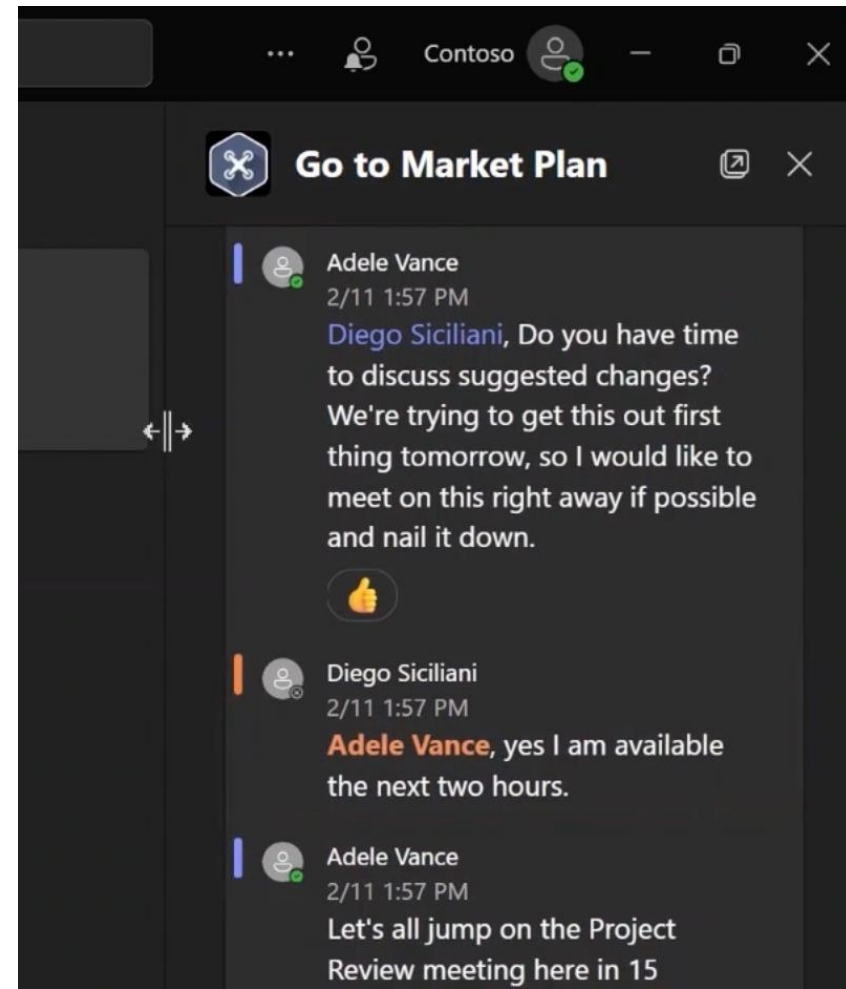 Contoso
Go to Market Plan
Adele Vance
2/11 1:57 PM
Diego Siciliani, Do you have time
to discuss suggested changes?
We're trying to get this out first
thing tomorrow, so I would like to
meet on this right away if possible
and nail it down.
Diego Siciliani
2/11 1:57 PM
Adele Vance, yes I am available
the next two hours.
Adele Vance
2/11 1:57 PM
Let's all jump on the Project
Review meeting here in 15